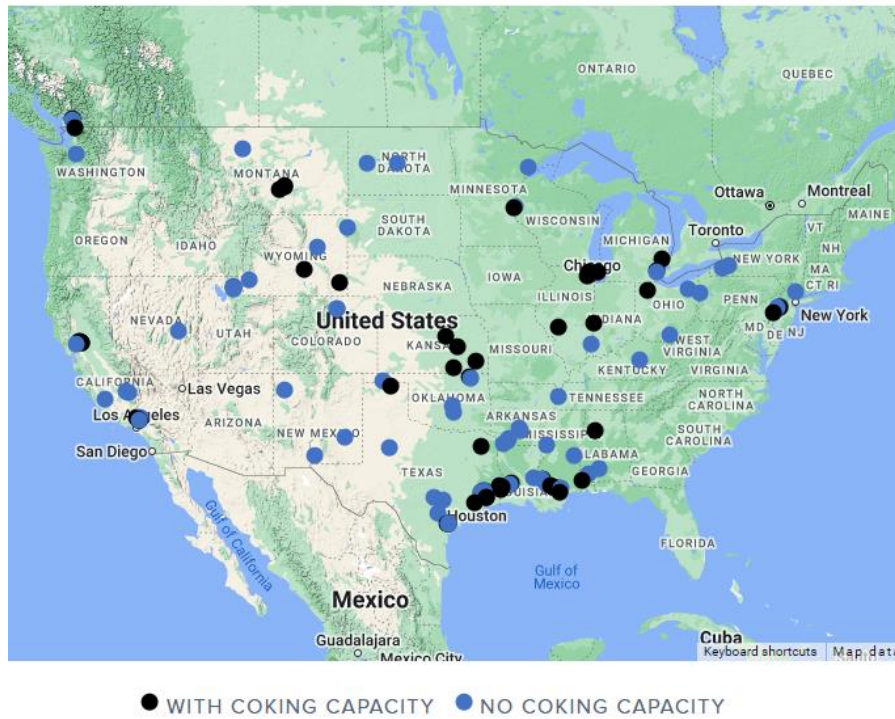 ONTARIO
QUEBEC
NORTH
DAKOTA
WASHINGTON
MONTANA
MINNESOTA
Ottawa
Montreal
MAINE
SOUTH
DAKOTA
WISCONSIN
Toronto
VT
OREGON
IDAHO
WYOMING
MICHIGAN
NH
NEW YORK
MA
Chicago
CT RI
IOWA
NEBRASKA
ILLINOIS
OHIO
PENN
New York
NEVADA
United States
INDIANA
MD
DE NJ
UTAH
COLORADO
KANSAS
MISSOURI
WEST
VIRGINIA
KENTUCKY
VIRGINIA
CALIFORNIA
Las Vegas
OKLAHOMA
TENNESSEE
NORTH
CAROLINA
Los Angeles
ARIZONA
NEW MEXICO
ARKANSAS
MISSISSIPPI
SOUTH
CAROLINA
San Diego
TEXAS
ALABAMA
GEORGIA
LOUISIANA
Houston
Gulf of
California
FLORIDA
Gulf of
Mexico
Mexico
Guadalajara
Mexico City
Cuba
Keyboard shortcuts
Map data
WITH COKING CAPACITY
NO COKING CAPACITY